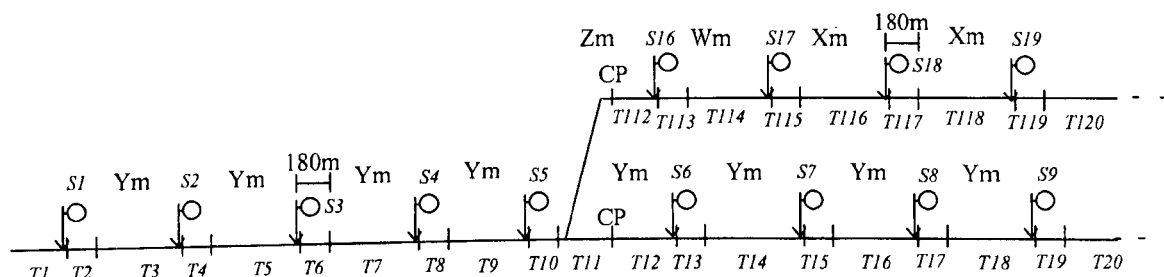 180m
Zm S16 Wm S17 Xm Xm S19
S18
CP
T112 T113 T114 T115 T116 T117 T118 T119 T120
180m
S1 Ym S2 Ym Ym S4 Ym S5 Ym S6 Ym S7 Ym S8 Ym S9
S3
CP
T1 T2 T3 T4 T5 T6 T7 T8 T9 T10 T11 T12 T13 T14 T15 T16 T17 T18 T19 T20